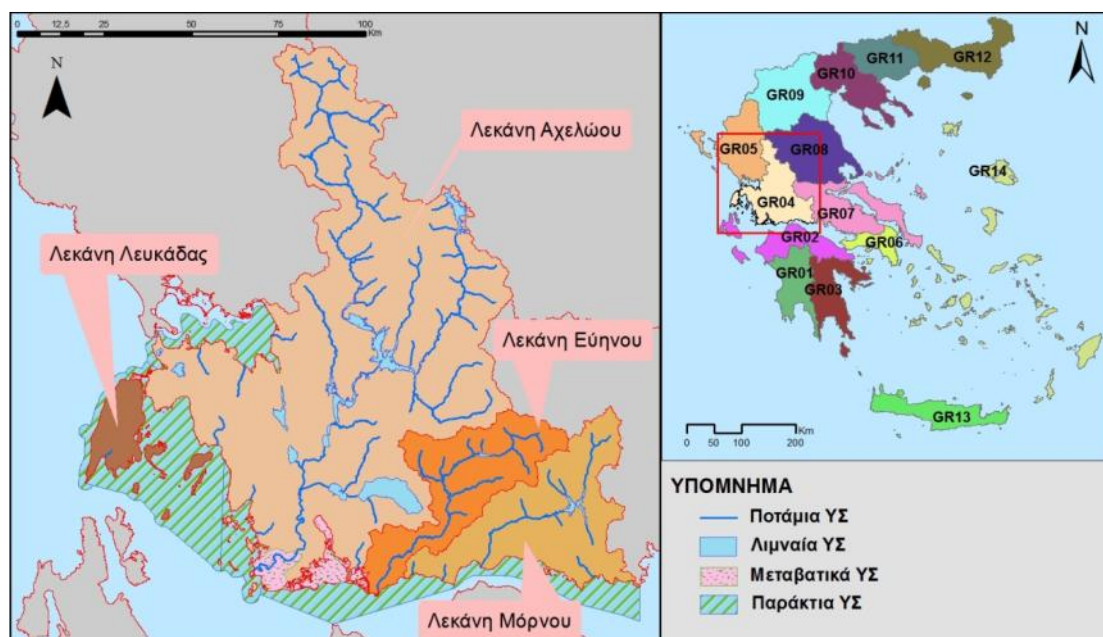 0 12,5 25 50 75 100
Km
N
Λεκάνη Αχελώου
Λεκάνη Λευκάδας
Λεκάνη Εύηνου
Λεκάνη Μόρνου
N
GR12
GR11
GR10
GR09
GR05
GR08
GR14
GR04
GR07
GR02
GR06
GR01
GR03
GR13
0 50 100 200
Km
ΥΠΟΜΝΗΜΑ
Ποτάμια ΥΣ
Λιμναία ΥΣ
Μεταβατικά ΥΣ
Παράκτια ΥΣ